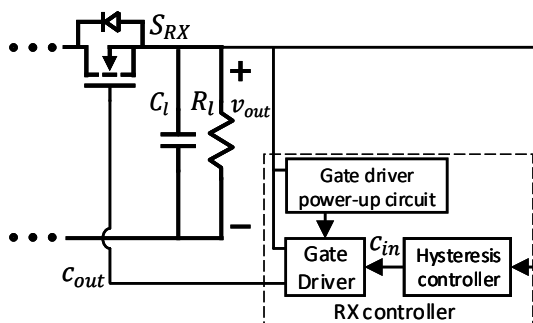 S_RX
C_l
R_l
v_out
+
−
Gate driver
power-up circuit
c_in
Gate
Driver
Hysteresis
controller
c_out
RX controller